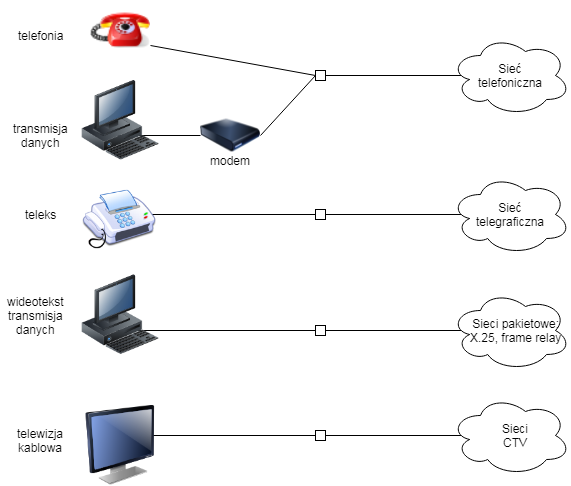 telefonia
Sieć
telefoniczna
transmisja
danych
modem
teleks
Sieć
telegraficzna
wideotekst
transmisja
danych
Sieci pakietowe,
X.25, frame relay
telewizja
kablowa
Sieci
CTV